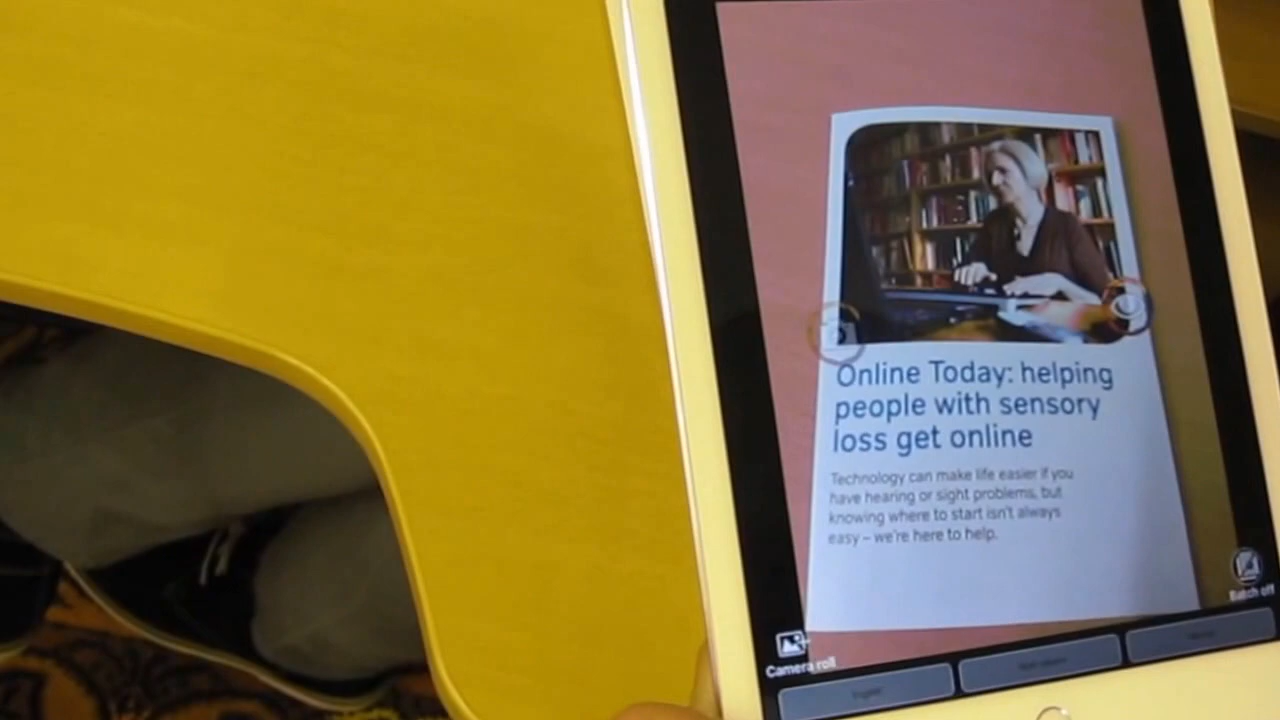 Online Today: helping
people with sensory
loss get online
Technology can make life easier if you
have hearing or sight problems, but
knowing where to start isn't always
easy – we're here to help.
Batch off
Camera roll
English